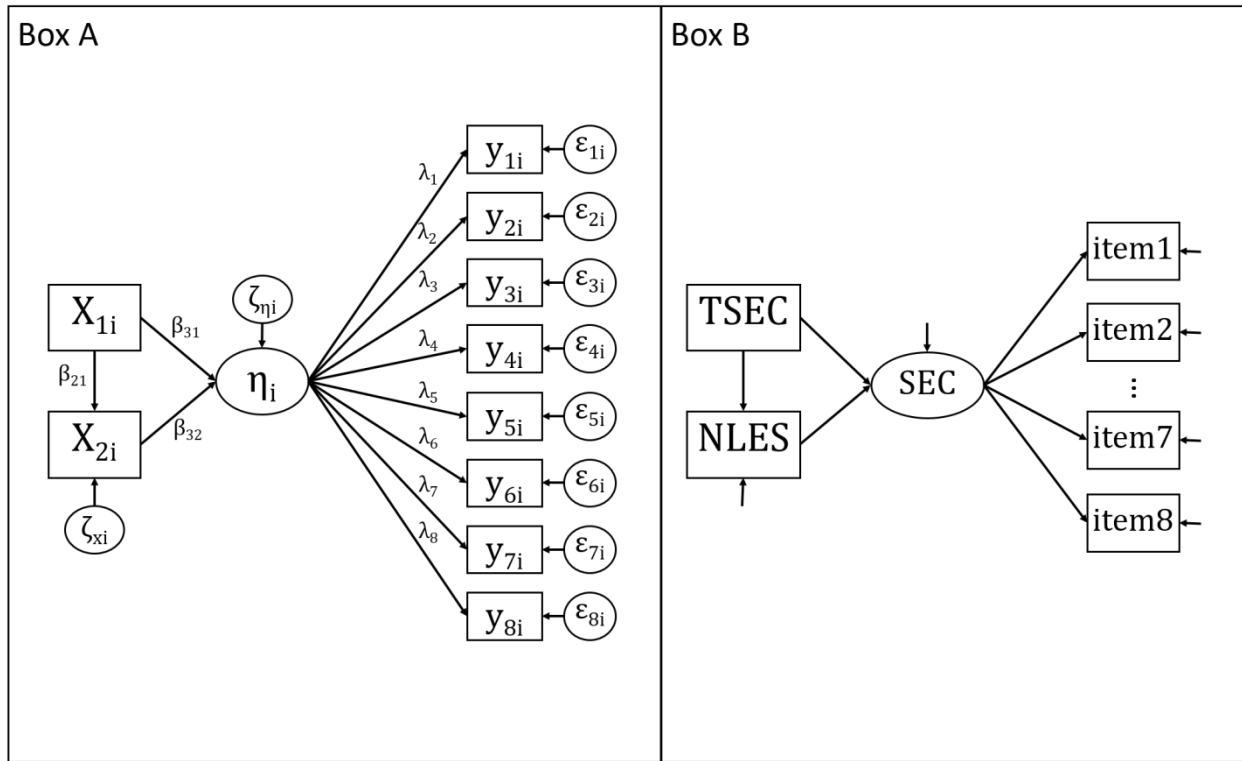 Box A
λ₁
λ₂
λ₃
λ₄
λ₅
λ₆
λ₇
λ₈
y₁ᵢ
ε₁ᵢ
y₂ᵢ
ε₂ᵢ
y₃ᵢ
ε₃ᵢ
y₄ᵢ
ε₄ᵢ
y₅ᵢ
ε₅ᵢ
y₆ᵢ
ε₆ᵢ
y₇ᵢ
ε₇ᵢ
y₈ᵢ
ε₈ᵢ
X₁ᵢ
β₃₁
β₂₁
X₂ᵢ
β₃₂
ζηi
ηᵢ
ζₓᵢ
Box B
TSEC
NLES
SEC
item1
item2
⋮
item7
item8